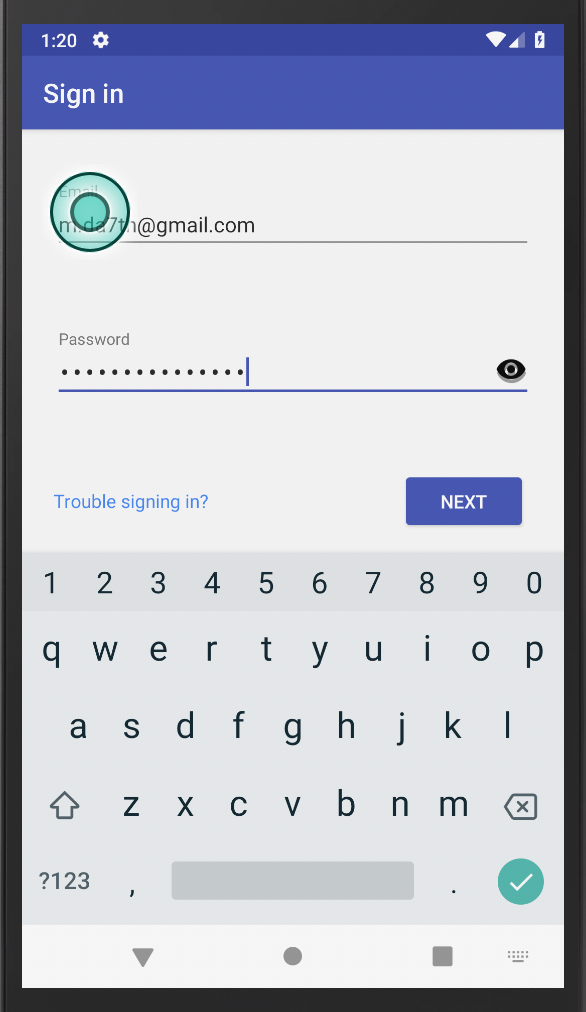 1:20
Sign in
Email
m.da7th@gmail.com
Password
••••••••••••••
Trouble signing in?
NEXT
1 2 3 4 5 6 7 8 9 0
q w e r t y u i o p
a s d f g h j k l
z x c v b n m
?123 , .